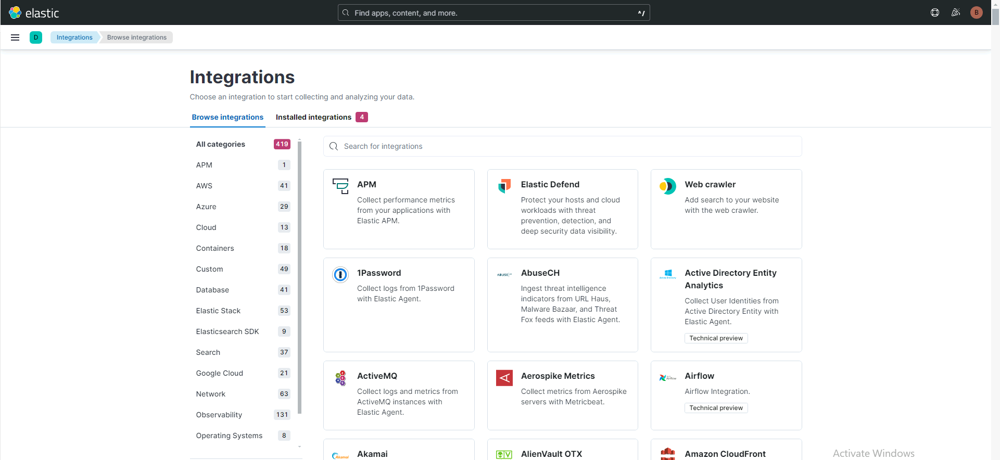 elastic
Find apps, content, and more.
^/
B
D
Integrations
Browse integrations
Integrations
Choose an integration to start collecting and analyzing your data.
Browse integrations
Installed integrations 4
All categories 419
APM 1
AWS 41
Azure 29
Cloud 13
Containers 18
Custom 49
Database 41
Elastic Stack 53
Elasticsearch SDK 9
Search 37
Google Cloud 21
Network 63
Observability 131
Operating Systems 8
Search for integrations
APM
Collect performance metrics
from your applications with
Elastic APM.
Elastic Defend
Protect your hosts and cloud
workloads with threat
prevention, detection, and
deep security data visibility.
Web crawler
Add search to your website
with the web crawler.
1Password
Collect logs from 1Password
with Elastic Agent.
ABUSE
AbuseCH
Ingest threat intelligence
indicators from URL Haus,
Malware Bazaar, and Threat
Fox feeds with Elastic Agent.
Active Directory
Active Directory Entity
Analytics
Collect User Identities from
Active Directory Entity with
Elastic Agent.
Technical preview
ActiveMQ
Collect logs and metrics from
ActiveMQ instances with
Elastic Agent.
Aerospike Metrics
Collect metrics from Aerospike
servers with Metricbeat.
Airflow
Airflow
Airflow Integration.
Technical preview
Akamai
Akamai
AlienVault OTX
Amazon CloudFront
Activate Windows